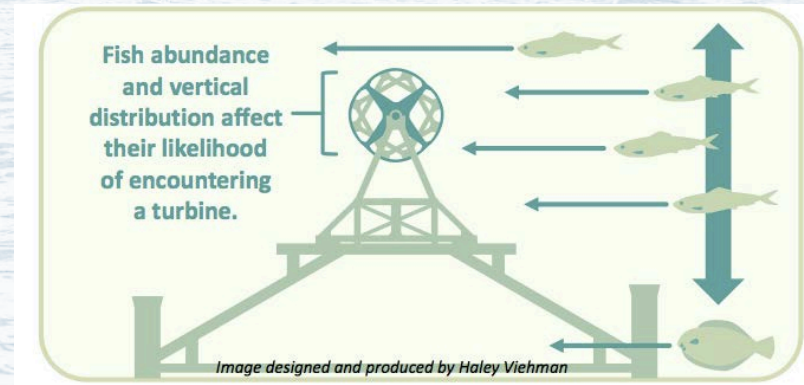 Fish abundance
and vertical
distribution affect
their likelihood
of encountering
a turbine.
Image designed and produced by Haley Viehman